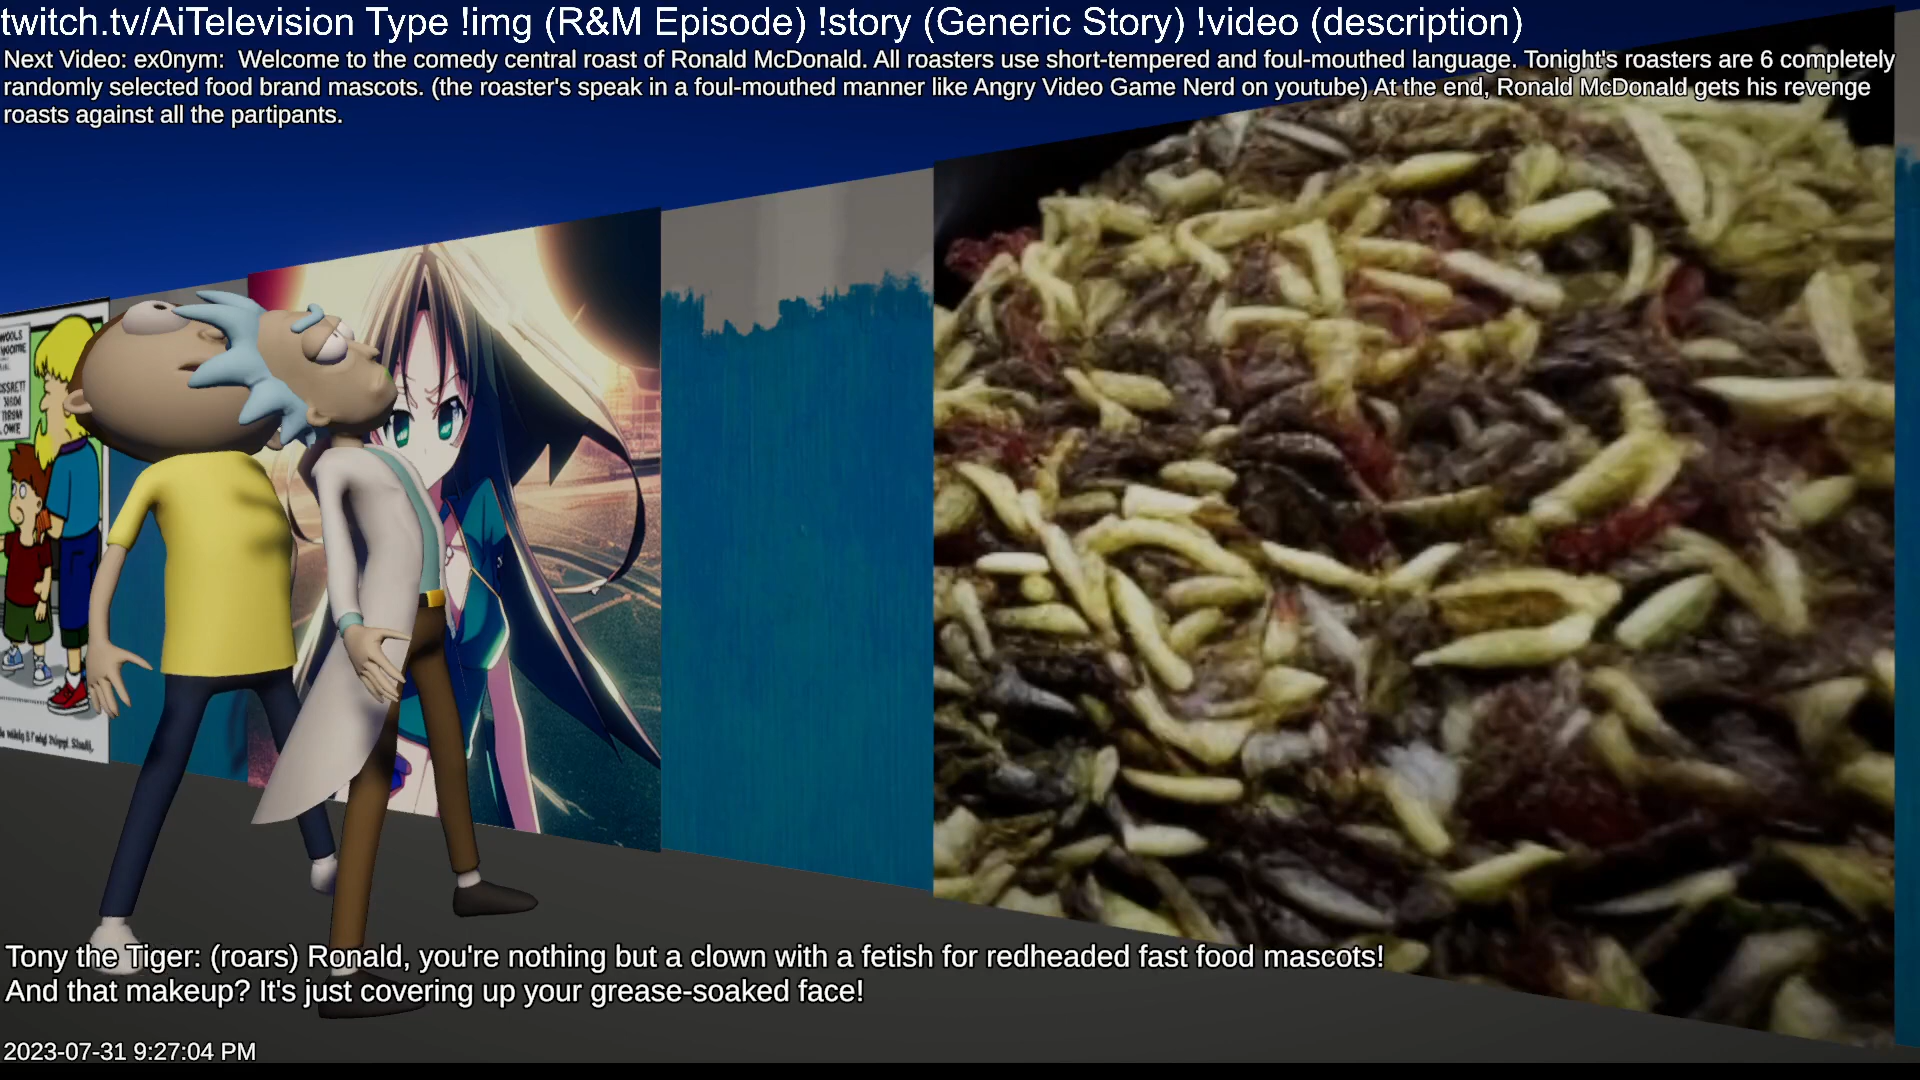 twitch.tv/AiTelevision Type !img (R&M Episode) !story (Generic Story) !video (description)
Next Video: ex0nym:  Welcome to the comedy central roast of Ronald McDonald. All roasters use short-tempered and foul-mouthed language. Tonight's roasters are 6 completely
randomly selected food brand mascots. (the roaster's speak in a foul-mouthed manner like Angry Video Game Nerd on youtube) At the end, Ronald McDonald gets his revenge
roasts against all the partipants.
Tony the Tiger: (roars) Ronald, you're nothing but a clown with a fetish for redheaded fast food mascots!
And that makeup? It's just covering up your grease-soaked face!
2023-07-31 9:27:04 PM